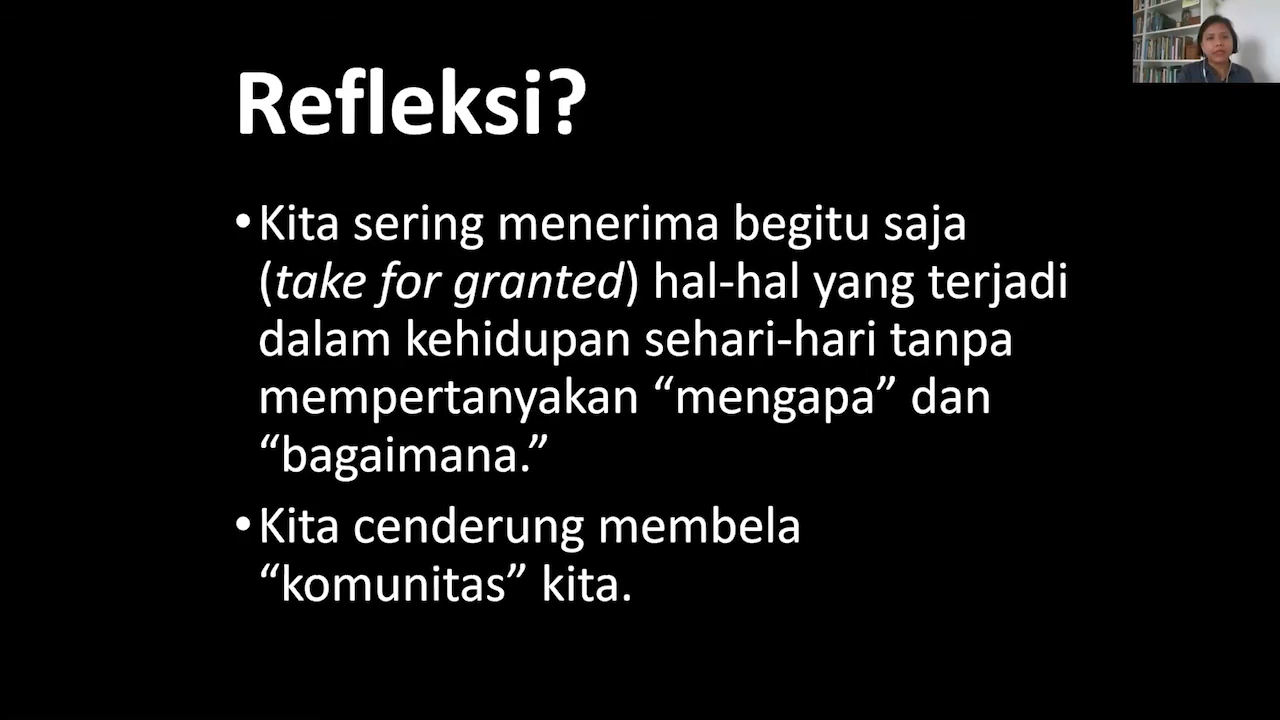 Refleksi?
•Kita sering menerima begitu saja
(take for granted) hal-hal yang terjadi
dalam kehidupan sehari-hari tanpa
mempertanyakan “mengapa” dan
“bagaimana.”
•Kita cenderung membela
“komunitas” kita.